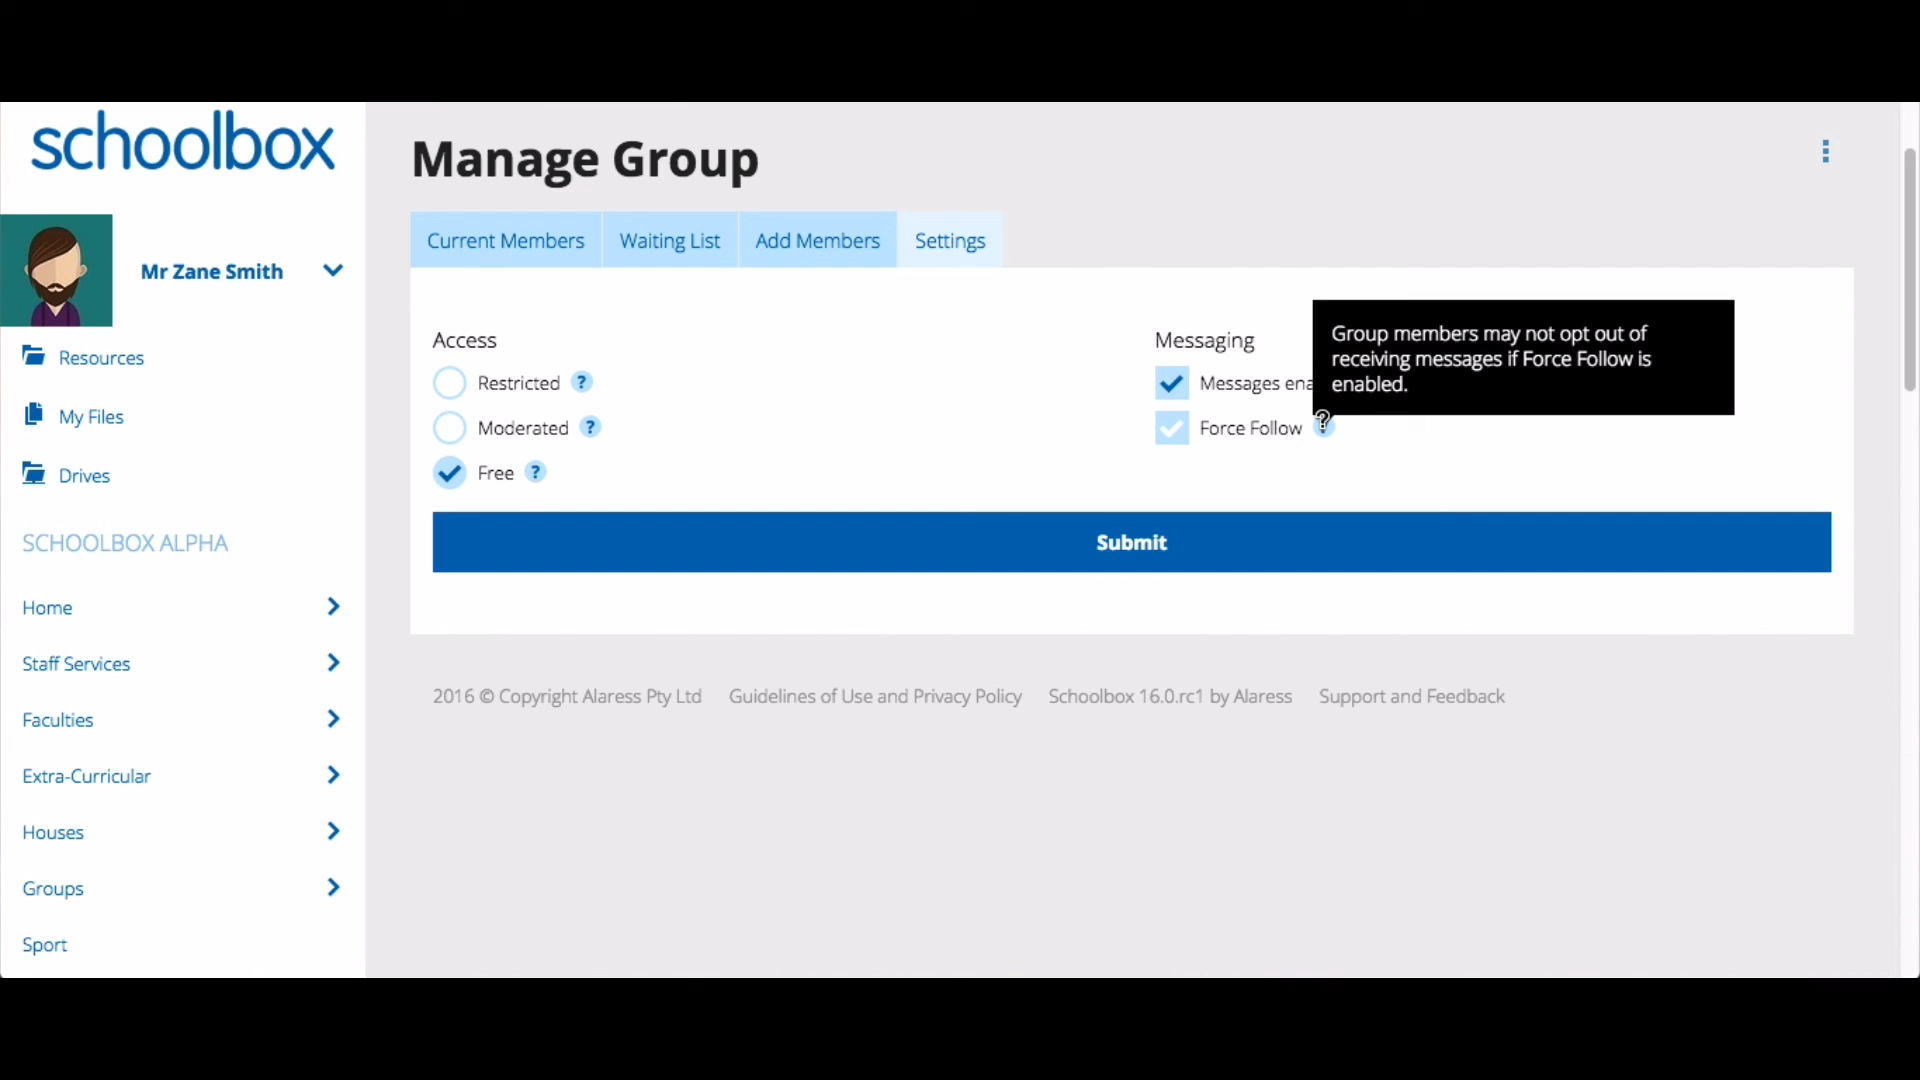 schoolbox
Mr Zane Smith
Resources
My Files
Drives
SCHOOLBOX ALPHA
Home
Staff Services
Faculties
Extra-Curricular
Houses
Groups
Sport
Manage Group
Current Members
Waiting List
Add Members
Settings
Access
Restricted ?
Moderated ?
Free ?
Messaging
Messages ena
Force Follow ?
Group members may not opt out of
receiving messages if Force Follow is
enabled.
Submit
2016 © Copyright Alaress Pty Ltd Guidelines of Use and Privacy Policy Schoolbox 16.0.rc1 by Alaress Support and Feedback